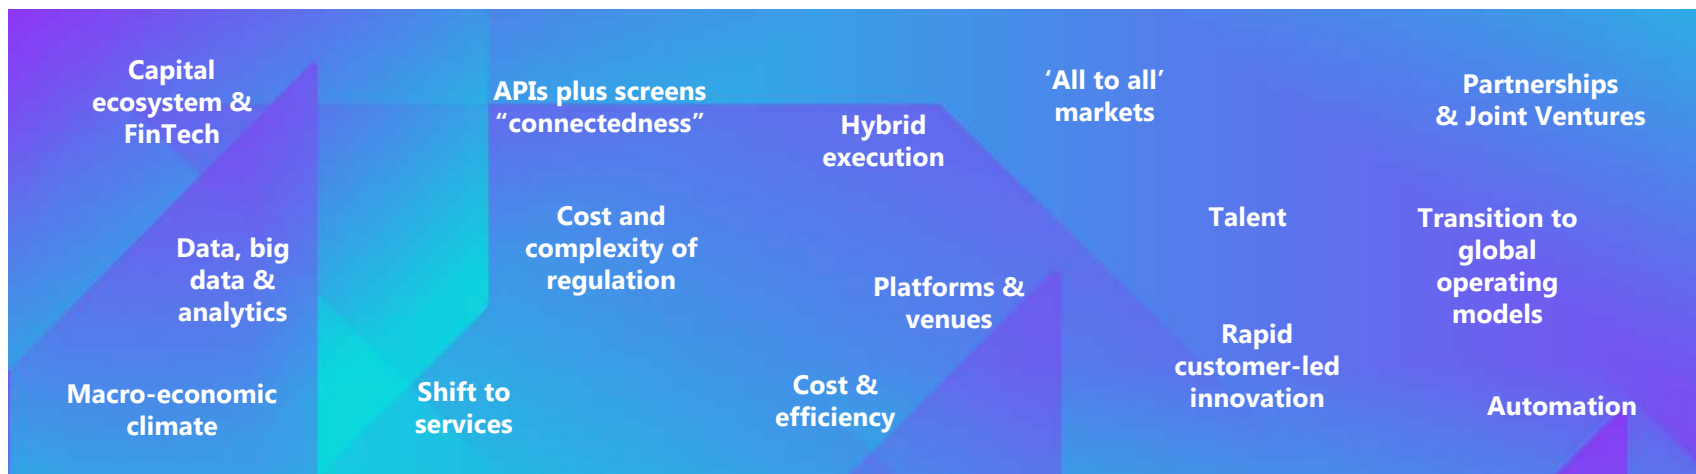 Capital
ecosystem &
FinTech
APIs plus screens
“connectedness”
Hybrid
execution
‘All to all’
markets
Partnerships
& Joint Ventures
Data, big
data &
analytics
Cost and
complexity of
regulation
Platforms &
venues
Talent
Transition to
global
operating
models
Macro-economic
climate
Shift to
services
Cost &
efficiency
Rapid
customer-led
innovation
Automation